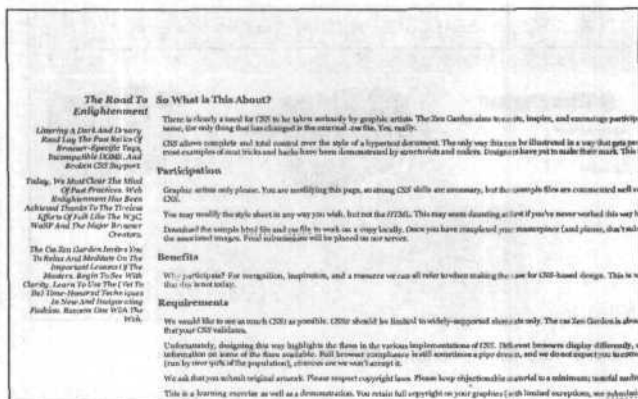 The Road To
Enlightenment
Littering A Dark And Dreary
Road Lay The Past Relics Of
Browser-Specific Tags,
Incompatible DOMs, And
Broken CSS Support.
Today, We Must Clear The Mind
Of Past Practices. Web
Enlightenment Has Been
Achieved Thanks To The Tireless
Efforts Of Folk Like The W3C,
WaSP And The Major Browser
Creators.
The Css Zen Garden Invites You
To Relax And Meditate On The
Important Lessons Of The
Masters. Begin To See With
Clarity. Learn To Use The (Yet To
Be) Time-Honored Techniques
In New And Invigorating
Fashion. Become One With The
Web.
So What is This About?
There is clearly a need for CSS to be taken seriously by graphic artists. The Zen Garden aims to excite, inspire, and encourage
same, the only thing that has changed is the external .css file. Yes, really.
CSS allows complete and total control over the style of a hypertext document. The only way this can be illustrated in a way that gets
most examples of neat tricks and hacks have been demonstrated by structurists and coders. Designers have yet to make their mark. This
Participation
Graphic artists only please. You are modifying this page, so strong CSS skills are necessary, but the example files are commented well
CSS.
You may modify the style sheet in any way you wish, but not the HTML. This may seem daunting at first if you've never worked this way
Download the sample html file and css file to work on a copy locally. Once you have completed your masterpiece (and please, don't
the associated images. Final submissions will be placed on our server.
Benefits
Why participate? For recognition, inspiration, and a resource we can all refer to when making the case for CSS-based design. This is
that day is not today.
Requirements
We would like to see as much CSS1 as possible. CSS2 should be limited to widely-supported elements only. The css Zen Garden is
that your CSS validates.
Unfortunately, designing this way highlights the flaws in the various implementations of CSS. Different browsers display differently,
information on some of the fixes available. Full browser compliance is still sometimes a pipe dream, and we do not expect you to
(run by over 90% of the population), chances are we won't accept it.
We ask that you submit original artwork. Please respect copyright laws. Please keep objectionable material to a minimum; tasteful
This is a learning exercise as well as a demonstration. You retain full copyright on your graphics (with limited exceptions, see